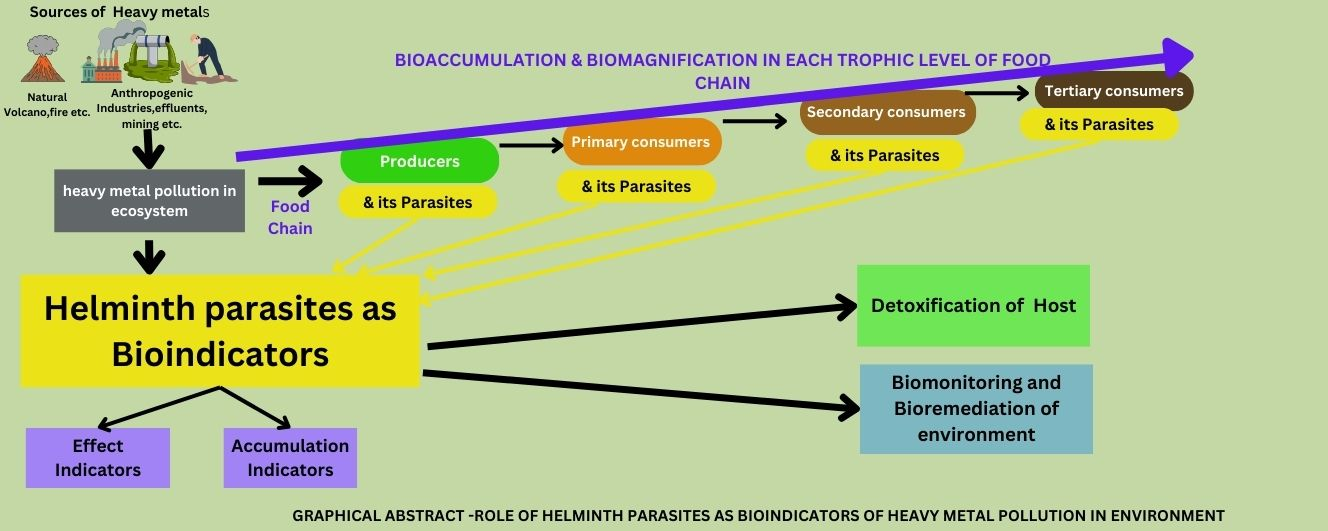 Sources of Heavy metals
Natural
Volcano,fire etc.
Anthropogenic
Industries,effluents,
mining etc.
BIOACCUMULATION & BIOMAGNIFICATION IN EACH TROPHIC LEVEL OF FOOD
CHAIN
heavy metal pollution in
ecosystem
Food
Chain
Producers
& its Parasites
Primary consumers
& its Parasites
Secondary consumers
& its Parasites
Tertiary consumers
& its Parasites
Helminth parasites as
Bioindicators
Detoxification of Host
Biomonitoring and
Bioremediation of
environment
Effect
Indicators
Accumulation
Indicators
GRAPHICAL ABSTRACT -ROLE OF HELMINTH PARASITES AS BIOINDICATORS OF HEAVY METAL POLLUTION IN ENVIRONMENT